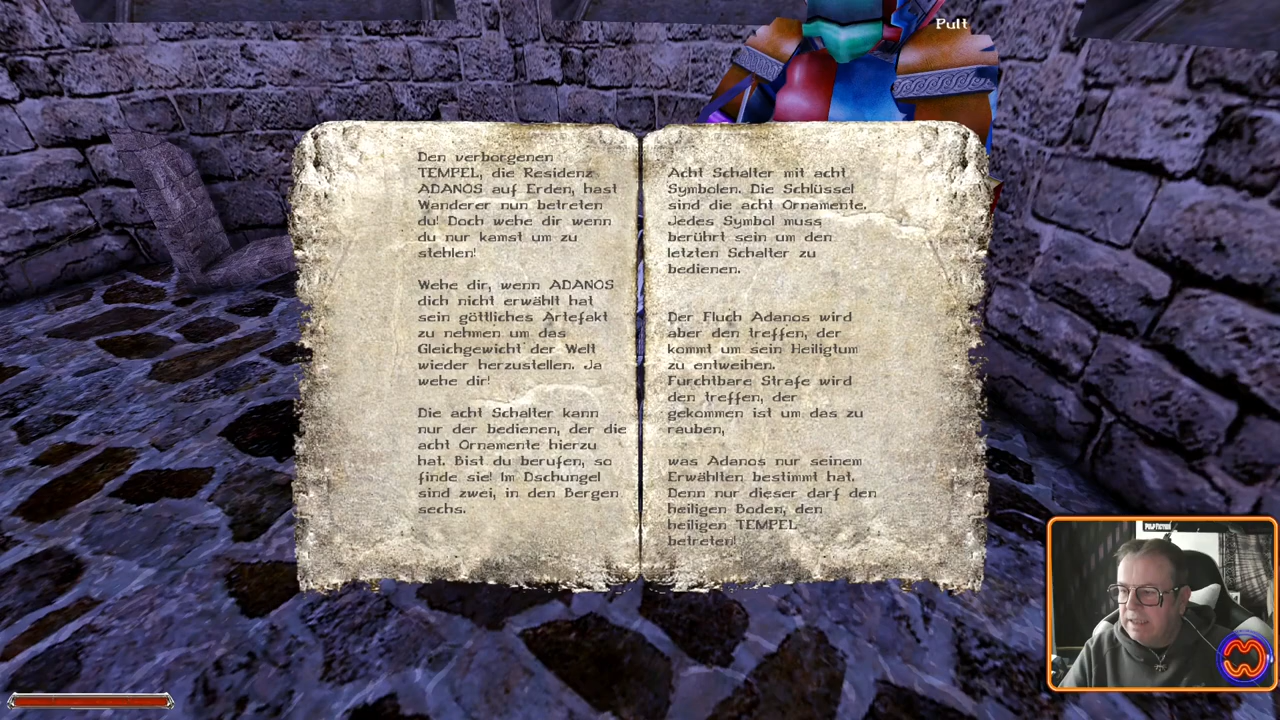 Pult
Den verborgenen
TEMPEL, die Residenz
ADANOS auf Erden, hast
Wanderer nun betreten
du! Doch wehe dir wenn
du nur kamst um zu
stehlen!
Wehe dir, wenn ADANOS
dich nicht erwählt hat
sein göttliches Artefakt
zu nehmen um das
Gleichgewicht der Welt
wieder herzustellen. Ja
wehe dir!
Die acht Schalter kann
nur der bedienen, der die
acht Ornamente hierzu
hat. Bist du berufen, so
finde sie! Im Dschungel
sind zwei, in den Bergen
sechs.
Acht Schalter mit acht
Symbolen. Die Schlüssel
sind die acht Ornamente.
Jedes Symbol muss
berührt sein um den
letzten Schalter zu
bedienen.
Der Fluch Adanos wird
aber den treffen, der
kommt um sein Heiligtum
zu entweihen.
Furchtbare Strafe wird
den treffen, der
gekommen ist um das zu
rauben,
was Adanos nur seinem
Erwählten bestimmt hat.
Denn nur dieser darf den
heiligen Boden, den
heiligen TEMPEL
betreten!
PULP FICTION